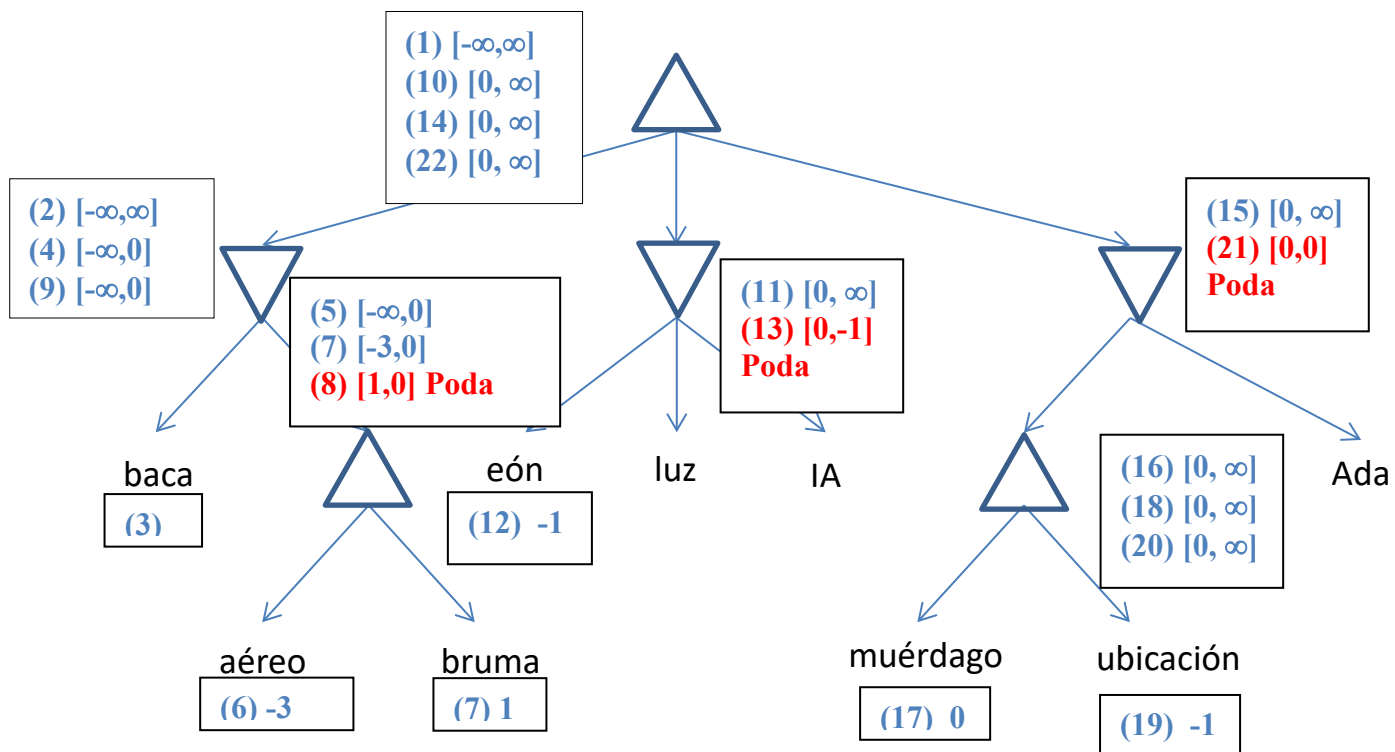 (1) [-∞,∞]
(10) [0, ∞]
(14) [0, ∞]
(22) [0, ∞]
(2) [-∞,∞]
(4) [-∞,0]
(9) [-∞,0]
(15) [0, ∞]
(21) [0,0]
Poda
(5) [-∞,0]
(7) [-3,0]
(8) [1,0] Poda
(11) [0, ∞]
(13) [0,-1]
Poda
baca
(3)
eón
(12) -1
luz
IA
(16) [0, ∞]
(18) [0, ∞]
(20) [0, ∞]
Ada
aéreo
(6) -3
bruma
(7) 1
muérdago
(17) 0
ubicación
(19) -1